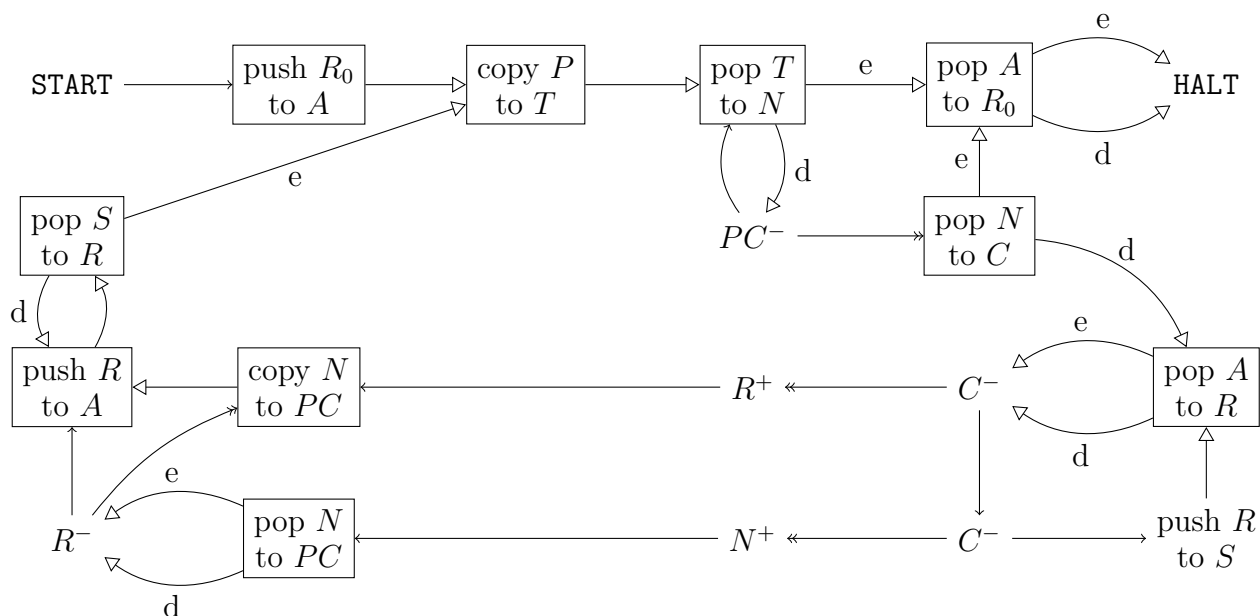 START
push R₀
to A
copy P
to T
pop T
to N
e
pop A
to R₀
e
d
HALT
d
e
PC⁻
pop N
to C
d
pop S
to R
e
d
push R
to A
copy N
to PC
R⁺
C⁻
e
d
pop A
to R
R⁻
e
d
pop N
to PC
N⁺
C⁻
push R
to S